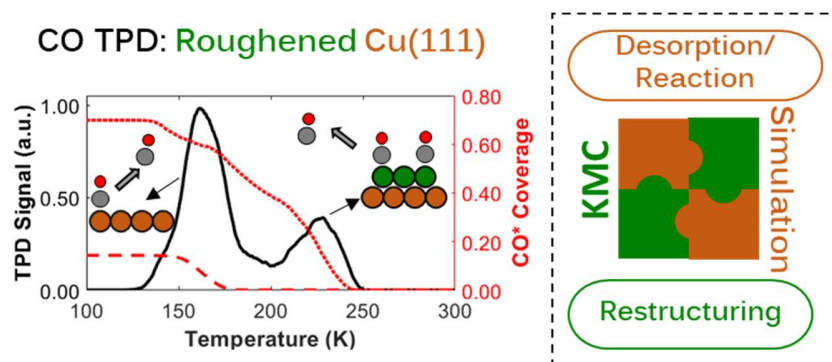 CO TPD: Roughened Cu(111)
TPD Signal (a.u.)
1.00
0.50
0.00
100
150
200
250
300
Temperature (K)
0.80
0.60
0.40
0.20
0.00
CO* Coverage
Desorption/
Reaction
KMC
Simulation
Restructuring